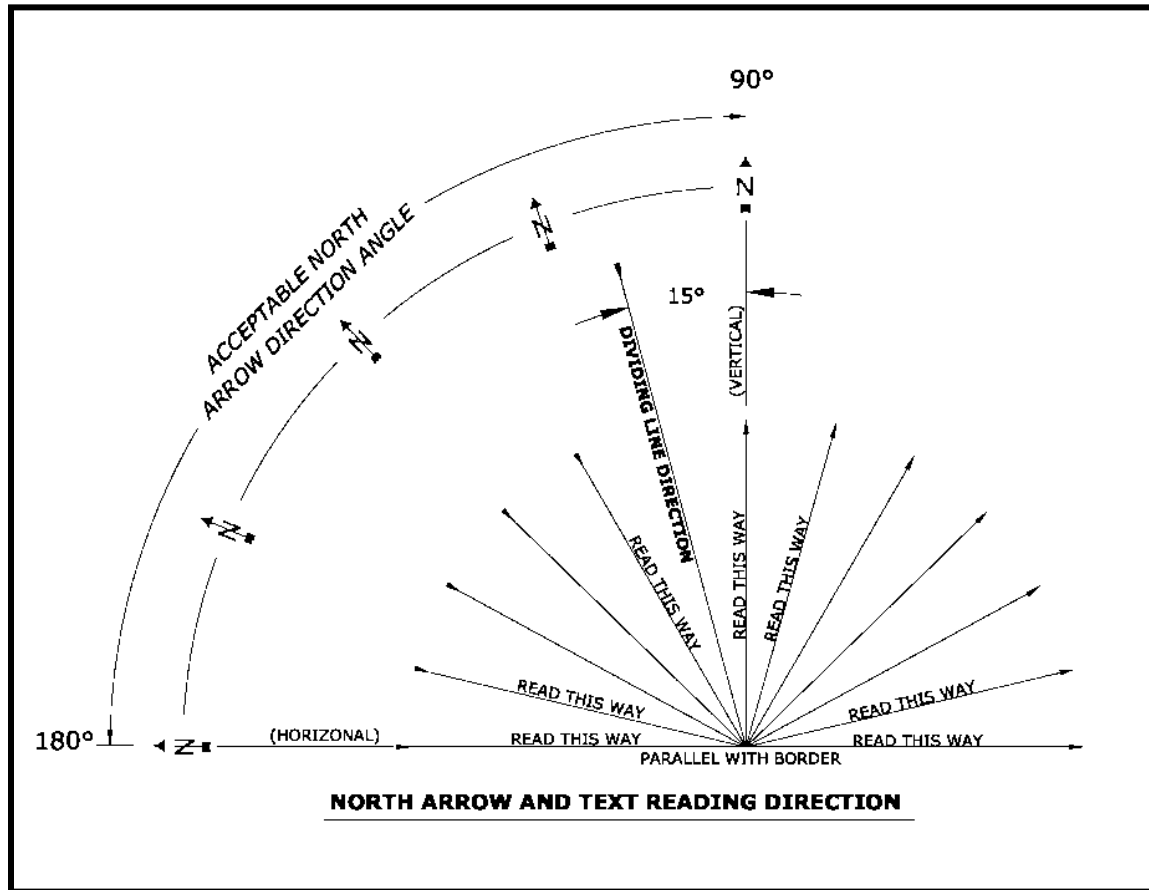 90°
N
N
15°
ACCEPTABLE NORTH
ARROW DIRECTION ANGLE
N
DIVIDING LINE DIRECTION
(VERTICAL)
N
READ THIS WAY
READ THIS WAY
READ THIS WAY
READ THIS WAY
READ THIS WAY
180°
N
(HORIZONAL)
READ THIS WAY
READ THIS WAY
PARALLEL WITH BORDER
NORTH ARROW AND TEXT READING DIRECTION